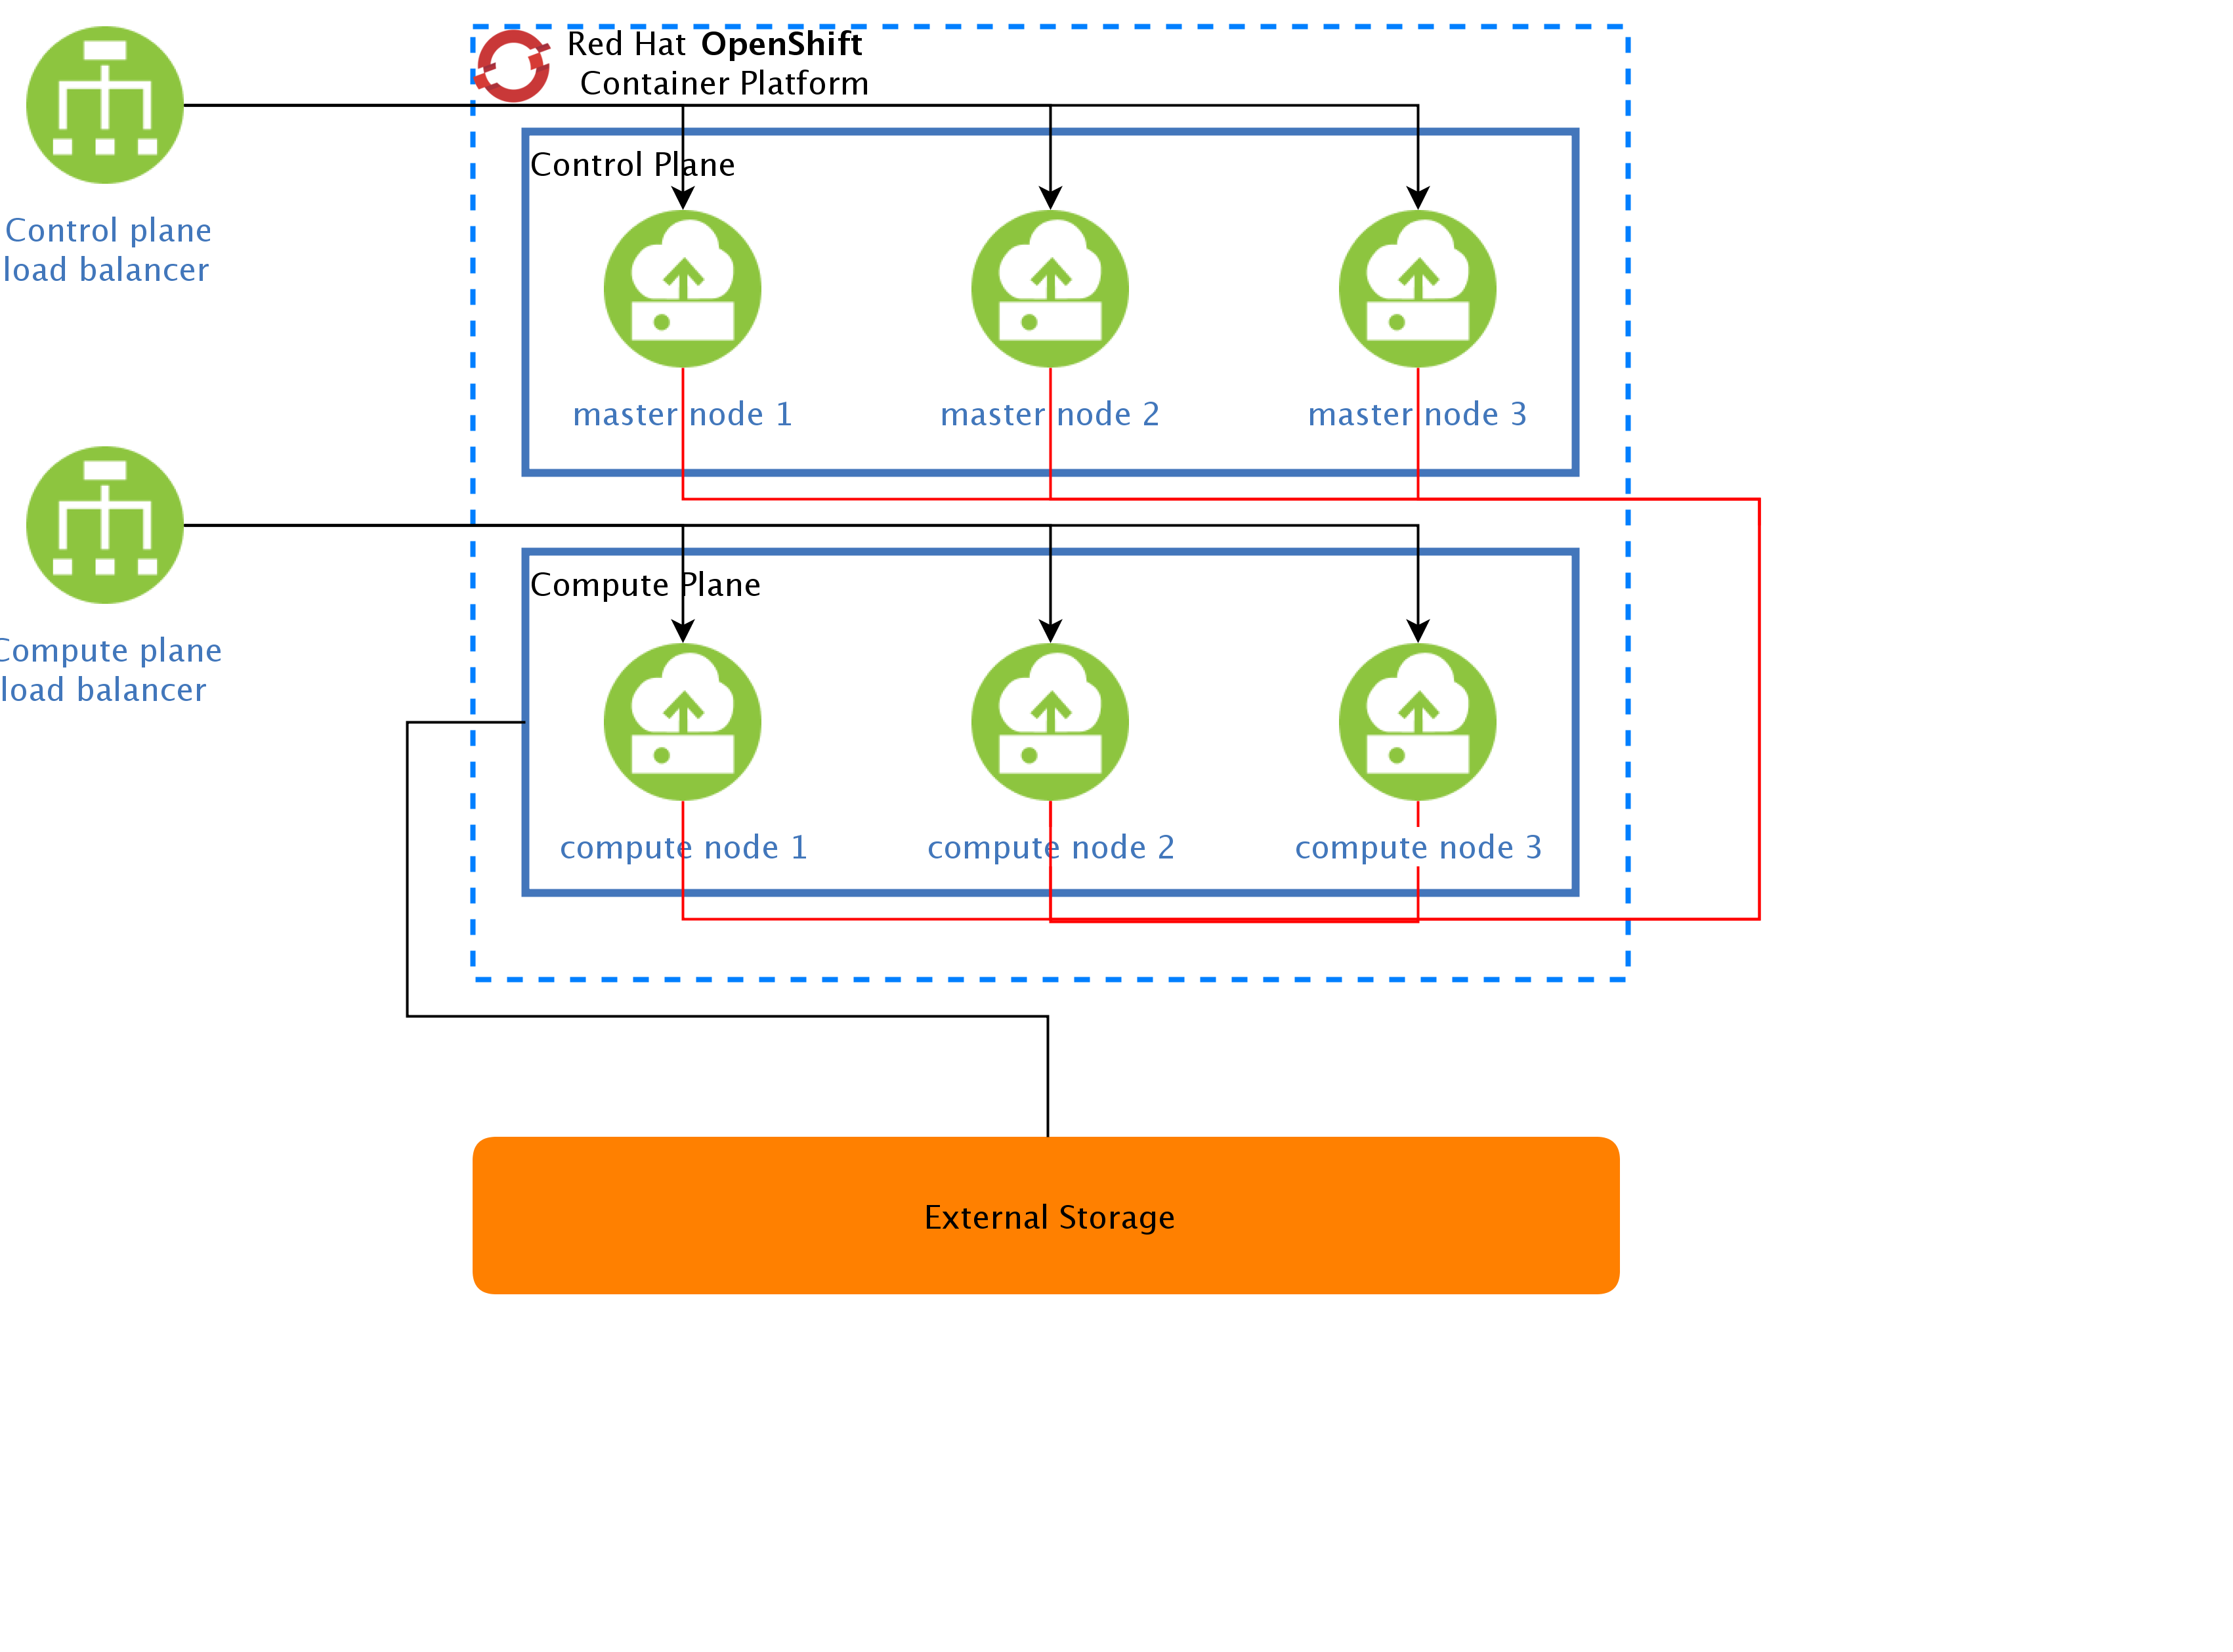 Red Hat OpenShift
Container Platform
Control Plane
Control plane
load balancer
master node 1
master node 2
master node 3
Compute Plane
Compute plane
load balancer
compute node 1
compute node 2
compute node 3
External Storage